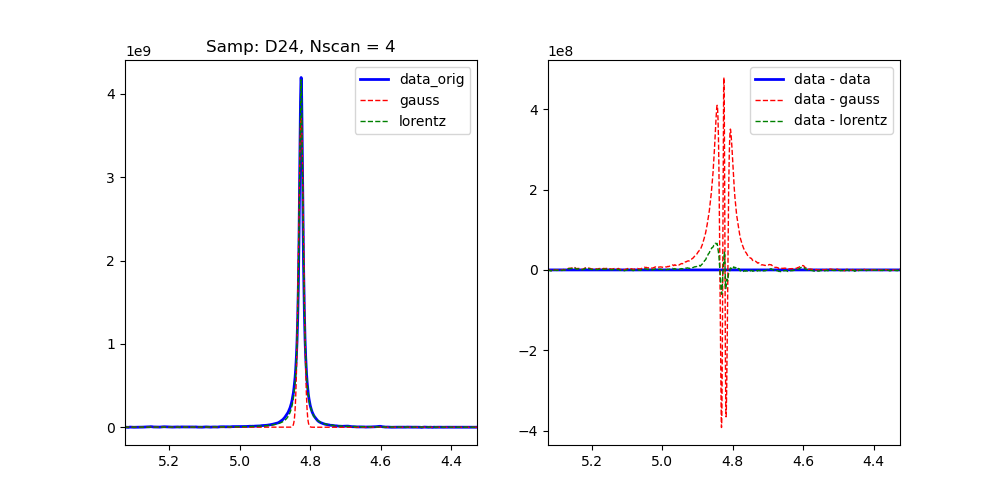 Samp: D24, Nscan = 4
1e9
data_orig
gauss
lorentz
4
3
2
1
0
5.2 5.0 4.8 4.6 4.4
1e8
data - data
data - gauss
data - lorentz
4
2
0
−2
−4
5.2 5.0 4.8 4.6 4.4